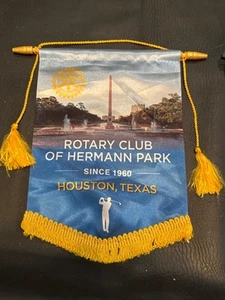 ROTARY CLUB
OF HERMANN PARK
SINCE 1960
HOUSTON, TEXAS